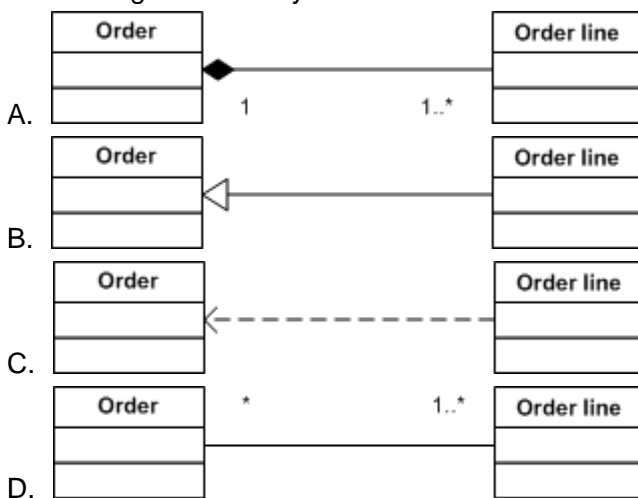 Order Order line
A. 1 1..*
Order Order line
B.
Order Order line
C.
Order * 1..* Order line
D.